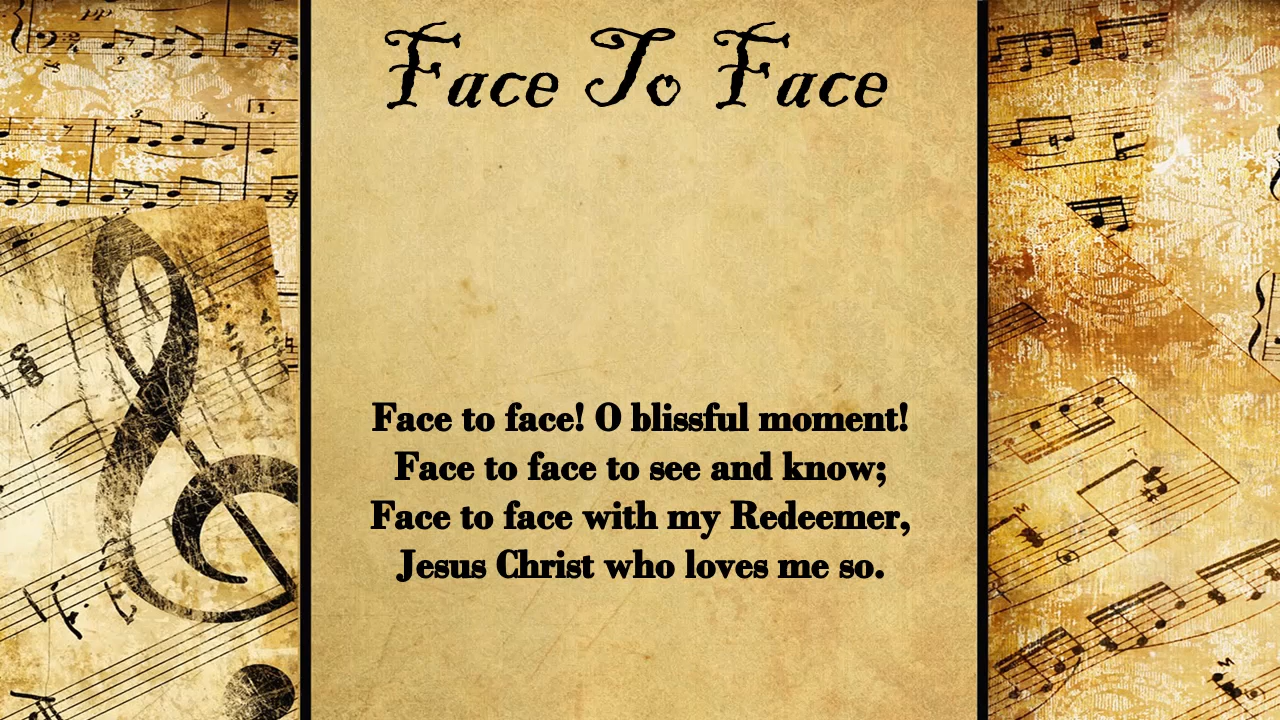 Face To Face
Face to face! O blissful moment!
Face to face to see and know;
Face to face with my Redeemer,
Jesus Christ who loves me so.